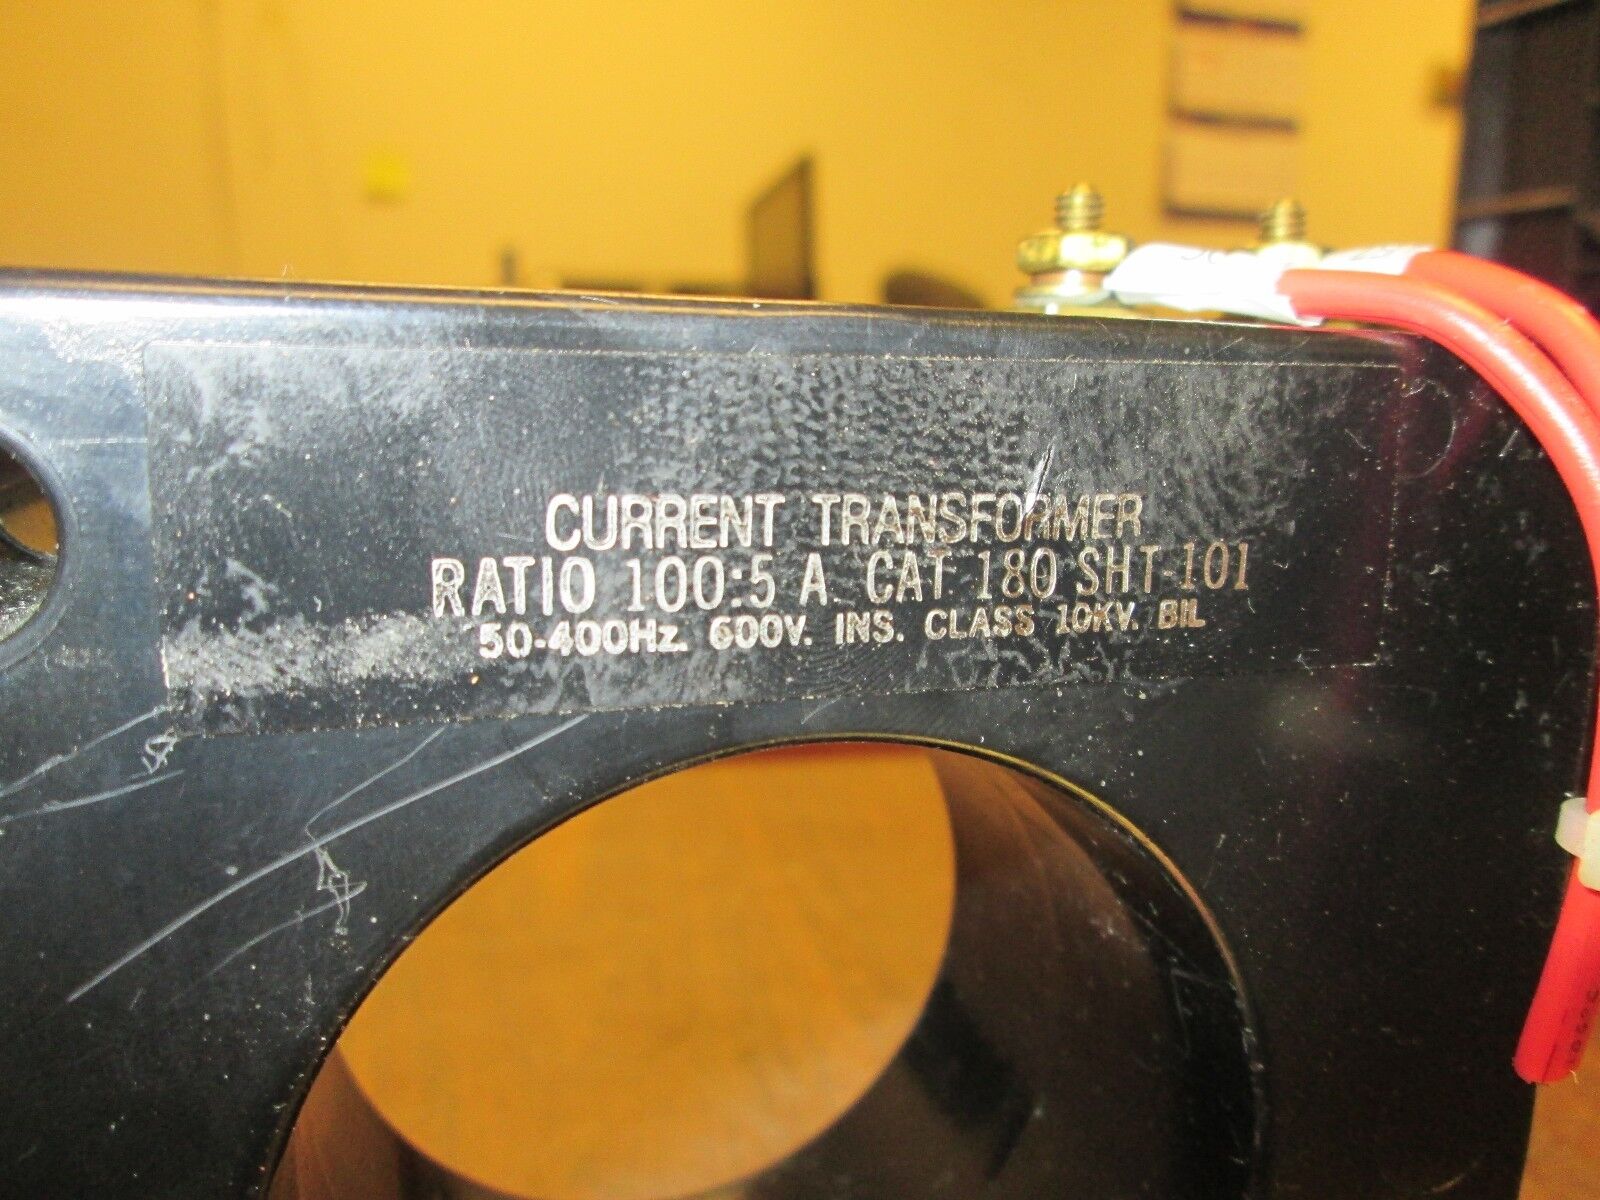 CURRENT TRANSFORMER
RATIO 100:5 A. CAT. 180 SHT-101
50-400Hz. 600V. INS. CLASS 10KV. BIL